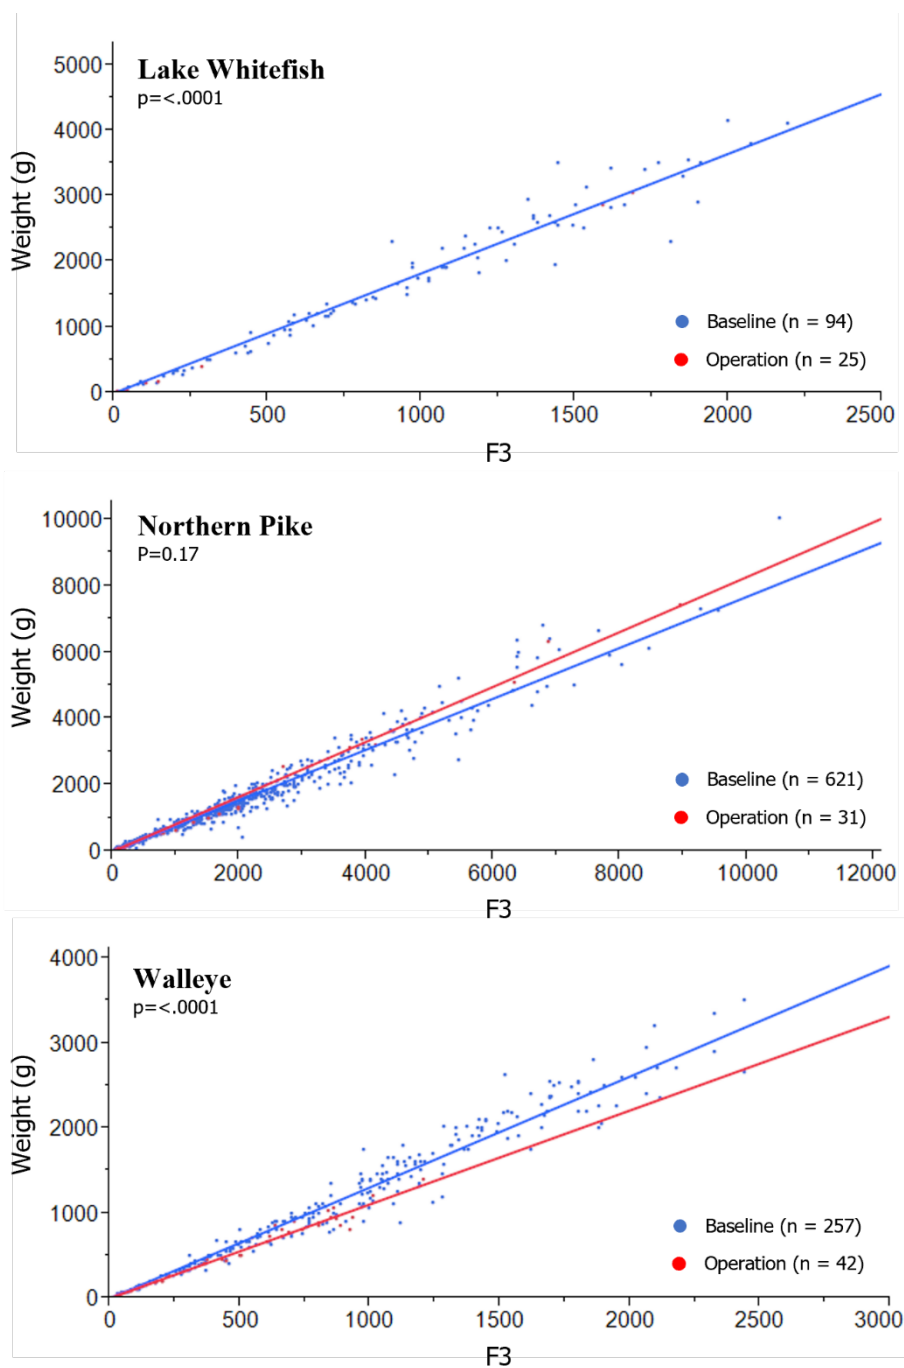 Lake Whitefish
p=<.0001
Weight (g)
5000
4000
3000
2000
1000
0
Baseline (n = 94)
Operation (n = 25)
0 500 1000 1500 2000 2500
F3
Northern Pike
P=0.17
Weight (g)
10000
8000
6000
4000
2000
0
Baseline (n = 621)
Operation (n = 31)
0 2000 4000 6000 8000 10000 12000
F3
Walleye
p=<.0001
Weight (g)
4000
3000
2000
1000
0
Baseline (n = 257)
Operation (n = 42)
0 500 1000 1500 2000 2500 3000
F3